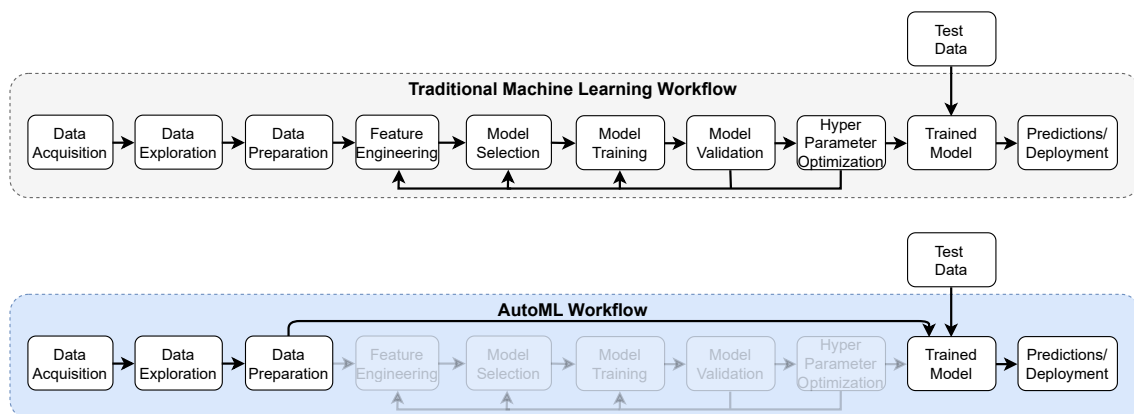 Test
Data
Traditional Machine Learning Workflow
Data
Acquisition
Data
Exploration
Data
Preparation
Feature
Engineering
Model
Selection
Model
Training
Model
Validation
Hyper
Parameter
Optimization
Trained
Model
Predictions/
Deployment
Test
Data
AutoML Workflow
Data
Acquisition
Data
Exploration
Data
Preparation
Feature
Engineering
Model
Selection
Model
Training
Model
Validation
Hyper
Parameter
Optimization
Trained
Model
Predictions/
Deployment